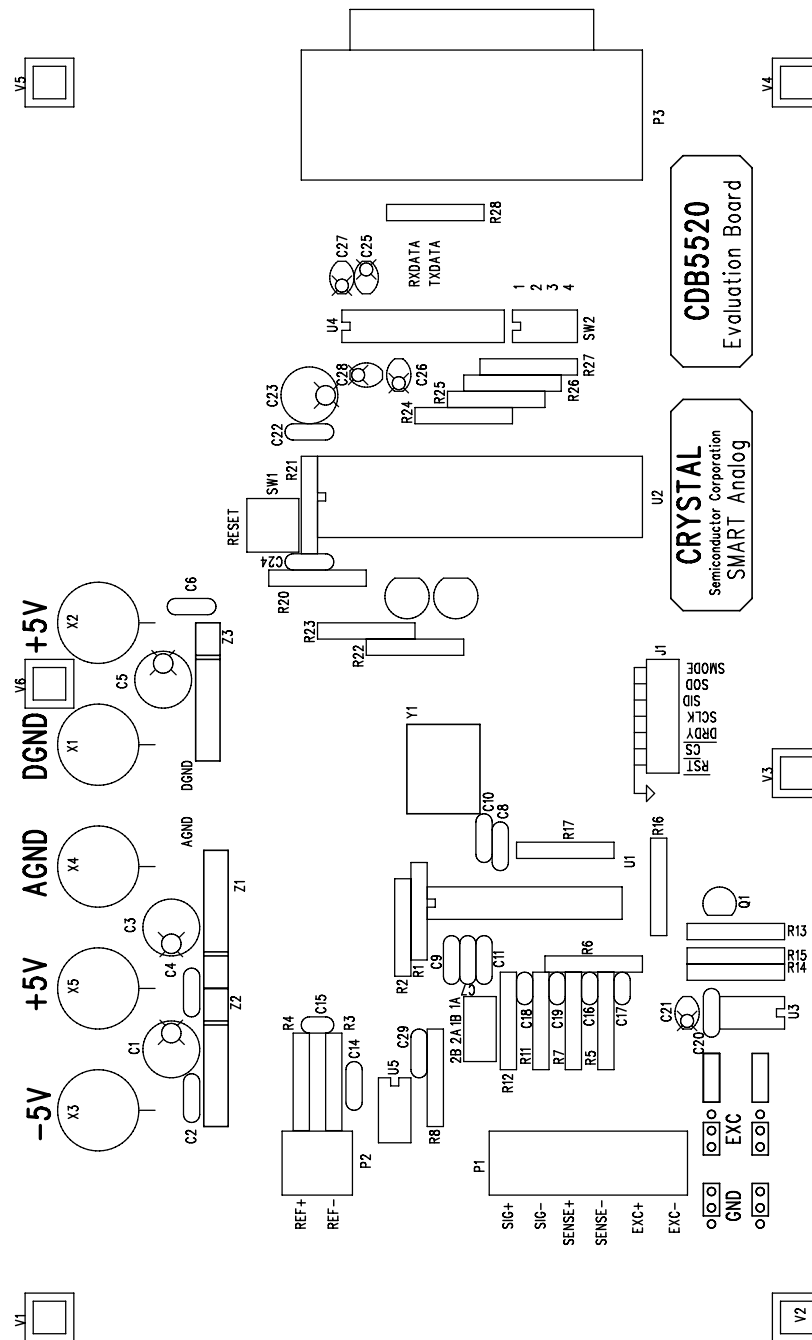 V5
V4
P3
R28
CDB5520
Evaluation Board
C27
C25
RXDATA
TXDATA
U4
1
2
3
4
SW2
C23
C28
C26
R27
R26
R25
R24
C22
CRYSTAL
Semiconductor Corporation
SMART Analog
R21
SW1
RESET
U2
C24
R20
C6
+5V
X2
Z3
R23
R22
V6
C5
J1
SMODE
SOD
SID
SCLK
DRDY
CS
RST
DGND
X1
Y1
DGND
V3
C10
C8
AGND
AGND
X4
Z1
R17
U1
R16
C3
R2
R1
Q1
R13
C4
C9
C11
C7
R6
R15
R14
+5V
X5
Z2
C15
R4
R3
2B 2A 1B 1A
C18
C19
C16
C17
C21
C20
U3
C1
C14
C29
U5
R12
R11
R7
R5
-5V
X3
C2
P2
R8
P1
EXC
REF+
REF-
SIG+
SIG-
SENSE+
SENSE-
EXC+
EXC-
GND
V1
V2